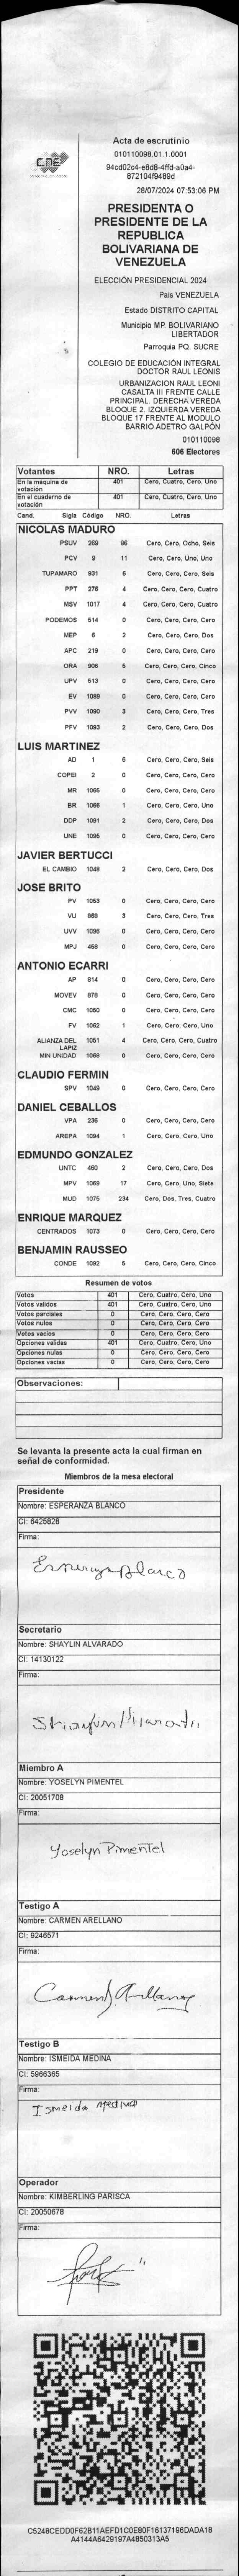 Acta de escrutinio
010110098.01.1.0001
94cd02c4-e8d8-4ffd-a0a4-
872104f9489d
28/07/2024 07:53:06 PM
CNE
PRESIDENTA O
PRESIDENTE DE LA
REPUBLICA
BOLIVARIANA DE
VENEZUELA
ELECCIÓN PRESIDENCIAL 2024
Pais VENEZUELA
Estado DISTRITO CAPITAL
Municipio MP. BOLIVARIANO
LIBERTADOR
Parroquia PQ. SUCRE
COLEGIO DE EDUCACIÓN INTEGRAL
DOCTOR RAUL LEONIS
URBANIZACION RAUL LEONI
CASALTA III FRENTE CALLE
PRINCIPAL. DERECHA VEREDA
BLOQUE 2. IZQUIERDA VEREDA
BLOQUE 17 FRENTE AL MODULO
BARRIO ADETRO GALPÓN
010110098
606 Electores
Votantes NRO. Letras
En la máquina de votación 401 Cero, Cuatro, Cero, Uno
En el cuaderno de votación 401 Cero, Cuatro, Cero, Uno
Cand. Sigla Código NRO. Letras
NICOLAS MADURO
PSUV 269 86 Cero, Cero, Ocho, Seis
PCV 9 11 Cero, Cero, Uno, Uno
TUPAMARO 931 6 Cero, Cero, Cero, Seis
PPT 276 4 Cero, Cero, Cero, Cuatro
MSV 1017 4 Cero, Cero, Cero, Cuatro
PODEMOS 514 0 Cero, Cero, Cero, Cero
MEP 6 2 Cero, Cero, Cero, Dos
APC 219 0 Cero, Cero, Cero, Cero
ORA 906 5 Cero, Cero, Cero, Cinco
UPV 513 0 Cero, Cero, Cero, Cero
EV 1089 0 Cero, Cero, Cero, Cero
PVV 1090 3 Cero, Cero, Cero, Tres
PFV 1093 2 Cero, Cero, Cero, Dos
LUIS MARTINEZ
AD 1 6 Cero, Cero, Cero, Seis
COPEI 2 0 Cero, Cero, Cero, Cero
MR 1065 0 Cero, Cero, Cero, Cero
BR 1066 1 Cero, Cero, Cero, Uno
DDP 1091 2 Cero, Cero, Cero, Dos
UNE 1095 0 Cero, Cero, Cero, Cero
JAVIER BERTUCCI
EL CAMBIO 1048 2 Cero, Cero, Cero, Dos
JOSE BRITO
PV 1053 0 Cero, Cero, Cero, Cero
VU 868 3 Cero, Cero, Cero, Tres
UVV 1096 0 Cero, Cero, Cero, Cero
MPJ 458 0 Cero, Cero, Cero, Cero
ANTONIO ECARRI
AP 914 0 Cero, Cero, Cero, Cero
MOVEV 878 0 Cero, Cero, Cero, Cero
CMC 1050 0 Cero, Cero, Cero, Cero
FV 1062 1 Cero, Cero, Cero, Uno
ALIANZA DEL LAPIZ 1051 4 Cero, Cero, Cero, Cuatro
MIN UNIDAD 1068 0 Cero, Cero, Cero, Cero
CLAUDIO FERMIN
SPV 1049 0 Cero, Cero, Cero, Cero
DANIEL CEBALLOS
VPA 236 0 Cero, Cero, Cero, Cero
AREPA 1094 1 Cero, Cero, Cero, Uno
EDMUNDO GONZALEZ
UNTC 460 2 Cero, Cero, Cero, Dos
MPV 1069 17 Cero, Cero, Uno, Siete
MUD 1075 234 Cero, Dos, Tres, Cuatro
ENRIQUE MARQUEZ
CENTRADOS 1073 0 Cero, Cero, Cero, Cero
BENJAMIN RAUSSEO
CONDE 1092 5 Cero, Cero, Cero, Cinco
Resumen de votos
Votos 401 Cero, Cuatro, Cero, Uno
Votos validos 401 Cero, Cuatro, Cero, Uno
Votos parciales 0 Cero, Cero, Cero, Cero
Votos nulos 0 Cero, Cero, Cero, Cero
Votos vacios 0 Cero, Cero, Cero, Cero
Opciones validas 401 Cero, Cuatro, Cero, Uno
Opciones nulas 0 Cero, Cero, Cero, Cero
Opciones vacias 0 Cero, Cero, Cero, Cero
Observaciones:
Se levanta la presente acta la cual firman en
señal de conformidad.
Miembros de la mesa electoral
Presidente
Nombre: ESPERANZA BLANCO
CI: 6425828
Firma:
Esperanza Blanco
Secretario
Nombre: SHAYLIN ALVARADO
CI: 14130122
Firma:
Miembro A
Nombre: YOSELYN PIMENTEL
CI: 20051708
Firma:
Yoselyn Pimentel
Testigo A
Nombre: CARMEN ARELLANO
CI: 9246571
Firma:
Carmen J Arellano
Testigo B
Nombre: ISMEIDA MEDINA
CI: 5966365
Firma:
Ismeida Medina
Operador
Nombre: KIMBERLING PARISCA
CI: 20050678
Firma:
C5248CEDD0F62B11AEFD1C0E80F16137196DADA18
A4144A6429197A4850313A5